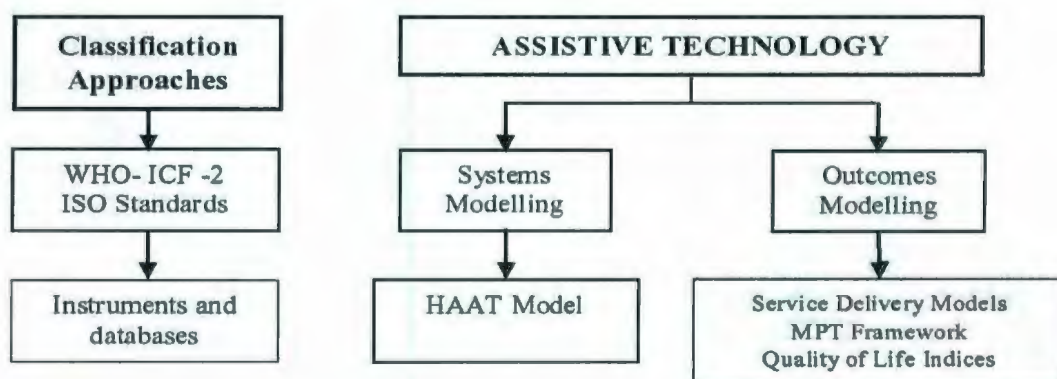 Classification
Approaches
WHO- ICF -2
ISO Standards
Instruments and
databases
ASSISTIVE TECHNOLOGY
Systems
Modelling
HAAT Model
Outcomes
Modelling
Service Delivery Models
MPT Framework
Quality of Life Indices